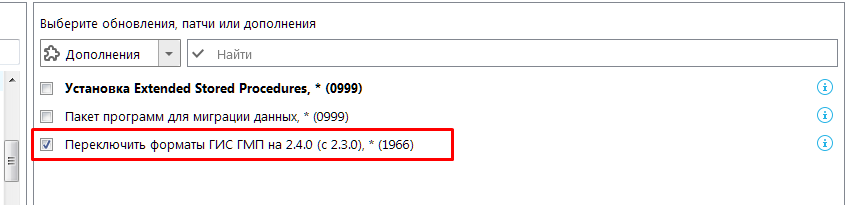 Выберите обновления, патчи или дополнения
Дополнения Найти
Установка Extended Stored Procedures, * (0999)
Пакет программ для миграции данных, * (0999)
Переключить форматы ГИС ГМП на 2.4.0 (с 2.3.0), * (1966)